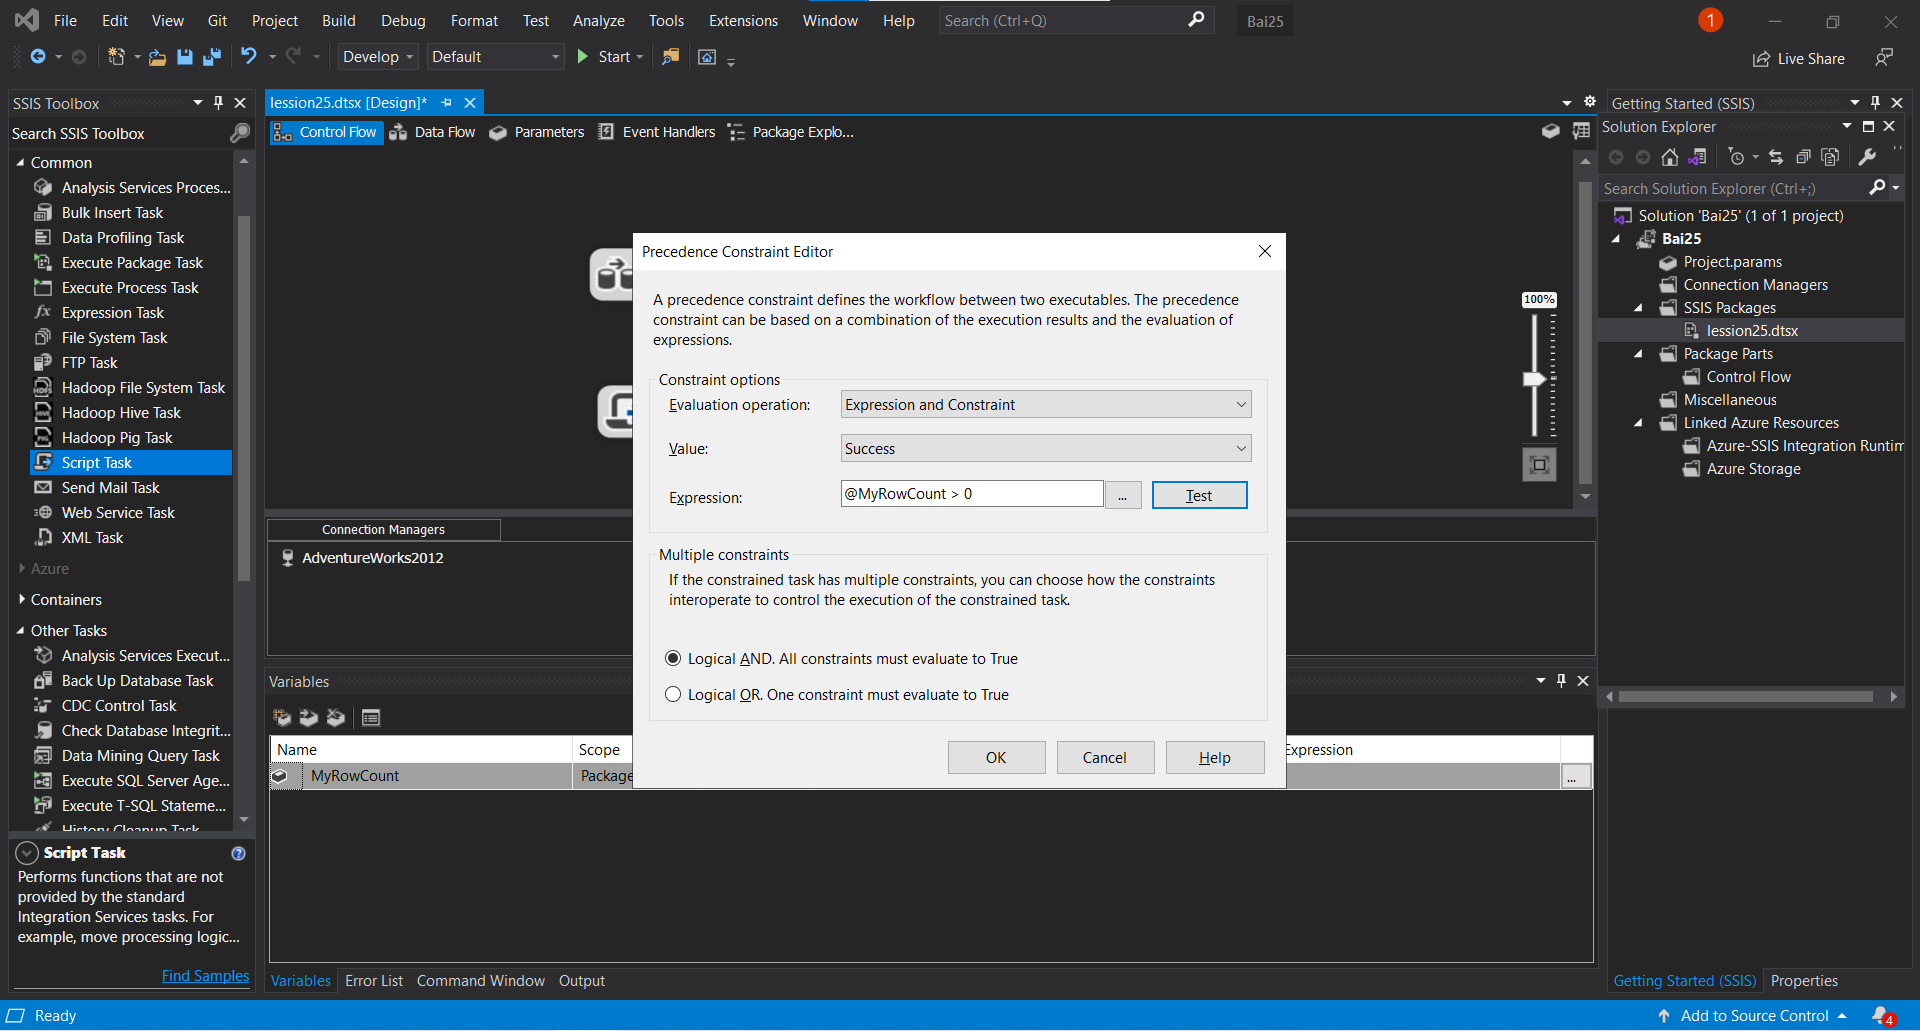 File Edit View Git Project Build Debug Format Test Analyze Tools Extensions Window Help Search (Ctrl+Q) Bai25 1
Develop Default Start Live Share
SSIS Toolbox
Search SSIS Toolbox
Common
Analysis Services Proces...
Bulk Insert Task
Data Profiling Task
Execute Package Task
Execute Process Task
Expression Task
File System Task
FTP Task
Hadoop File System Task
Hadoop Hive Task
Hadoop Pig Task
Script Task
Send Mail Task
Web Service Task
XML Task
Azure
Containers
Other Tasks
Analysis Services Execut...
Back Up Database Task
CDC Control Task
Check Database Integrit...
Data Mining Query Task
Execute SQL Server Age...
Execute T-SQL Stateme...
History Cleanup Task
Script Task
Performs functions that are not
provided by the standard
Integration Services tasks. For
example, move processing logic...
Find Samples
lession25.dtsx [Design]*
Control Flow Data Flow Parameters Event Handlers Package Explo...
100%
Precedence Constraint Editor
A precedence constraint defines the workflow between two executables. The precedence
constraint can be based on a combination of the execution results and the evaluation of
expressions.
Constraint options
Evaluation operation: Expression and Constraint
Value: Success
Expression: @MyRowCount > 0 ... Test
Multiple constraints
If the constrained task has multiple constraints, you can choose how the constraints
interoperate to control the execution of the constrained task.
Logical AND. All constraints must evaluate to True
Logical OR. One constraint must evaluate to True
OK Cancel Help
Connection Managers
AdventureWorks2012
Variables
Name Scope Expression
MyRowCount Package ...
Variables Error List Command Window Output
Getting Started (SSIS)
Solution Explorer
Search Solution Explorer (Ctrl+;)
Solution 'Bai25' (1 of 1 project)
Bai25
Project.params
Connection Managers
SSIS Packages
lession25.dtsx
Package Parts
Control Flow
Miscellaneous
Linked Azure Resources
Azure-SSIS Integration Runtim
Azure Storage
Getting Started (SSIS) Properties
Ready Add to Source Control 4